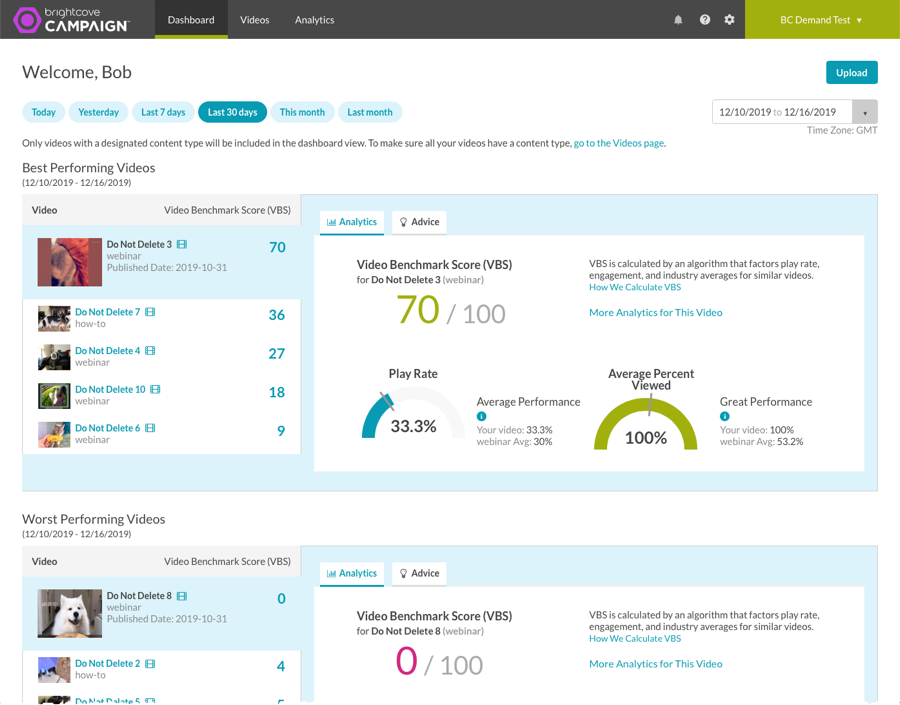 brightcove
CAMPAIGN
Dashboard
Videos
Analytics
BC Demand Test
Welcome, Bob
Upload
Today
Yesterday
Last 7 days
Last 30 days
This month
Last month
12/10/2019 to 12/16/2019
Time Zone: GMT
Only videos with a designated content type will be included in the dashboard view. To make sure all your videos have a content type, go to the Videos page.
Best Performing Videos
(12/10/2019 - 12/16/2019)
Video
Video Benchmark Score (VBS)
Do Not Delete 3
webinar
Published Date: 2019-10-31
70
Do Not Delete 7
how-to
36
Do Not Delete 4
webinar
27
Do Not Delete 10
webinar
18
Do Not Delete 6
webinar
9
Analytics
Advice
Video Benchmark Score (VBS)
for Do Not Delete 3 (webinar)
70 / 100
VBS is calculated by an algorithm that factors play rate,
engagement, and industry averages for similar videos.
How We Calculate VBS
More Analytics for This Video
Play Rate
33.3%
Average Performance
Your video: 33.3%
webinar Avg: 30%
Average Percent
Viewed
100%
Great Performance
Your video: 100%
webinar Avg: 53.2%
Worst Performing Videos
(12/10/2019 - 12/16/2019)
Video
Video Benchmark Score (VBS)
Do Not Delete 8
webinar
Published Date: 2019-10-31
0
Do Not Delete 2
how-to
4
Do Not Delete 5
5
Analytics
Advice
Video Benchmark Score (VBS)
for Do Not Delete 8 (webinar)
0 / 100
VBS is calculated by an algorithm that factors play rate,
engagement, and industry averages for similar videos.
How We Calculate VBS
More Analytics for This Video